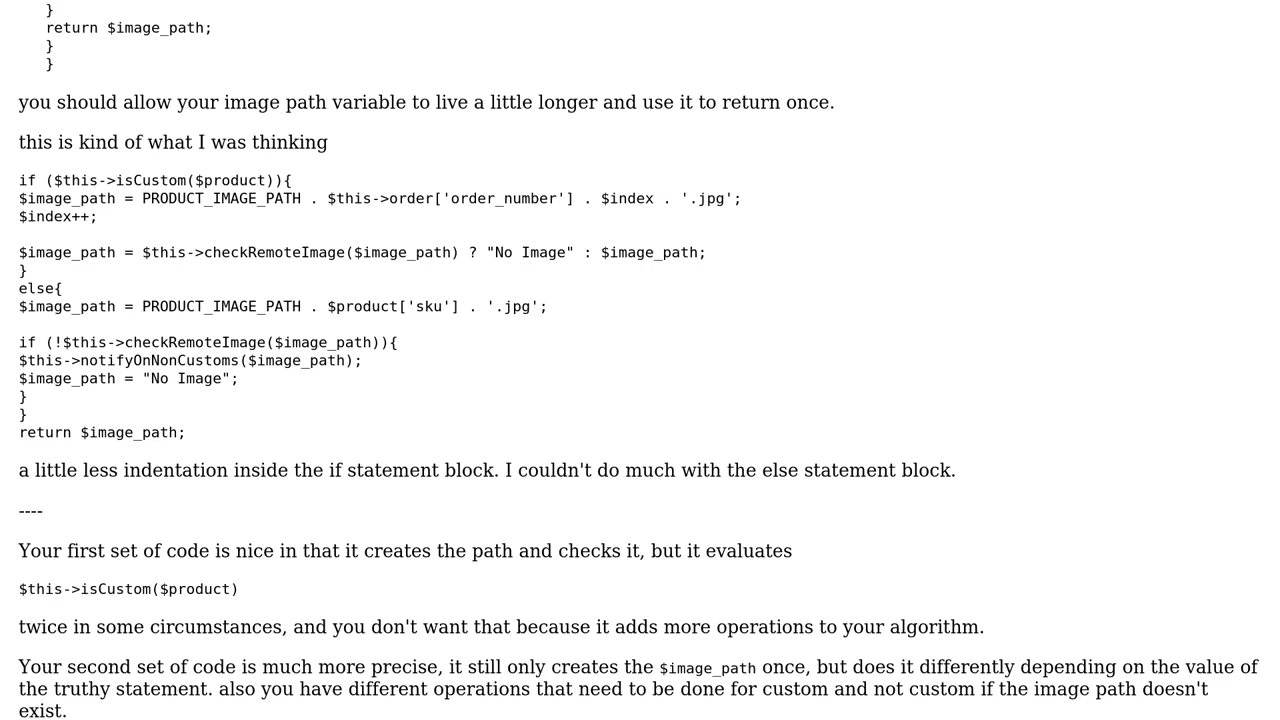 }
return $image_path;
}
}
you should allow your image path variable to live a little longer and use it to return once.
this is kind of what I was thinking
if ($this->isCustom($product)){
$image_path = PRODUCT_IMAGE_PATH . $this->order['order_number'] . $index . '.jpg';
$index++;
$image_path = $this->checkRemoteImage($image_path) ? "No Image" : $image_path;
}
else{
$image_path = PRODUCT_IMAGE_PATH . $product['sku'] . '.jpg';
if (!$this->checkRemoteImage($image_path)){
$this->notifyOnNonCustoms($image_path);
$image_path = "No Image";
}
}
return $image_path;
a little less indentation inside the if statement block. I couldn't do much with the else statement block.
----
Your first set of code is nice in that it creates the path and checks it, but it evaluates
$this->isCustom($product)
twice in some circumstances, and you don't want that because it adds more operations to your algorithm.
Your second set of code is much more precise, it still only creates the $image_path once, but does it differently depending on the value of
the truthy statement. also you have different operations that need to be done for custom and not custom if the image path doesn't
exist.